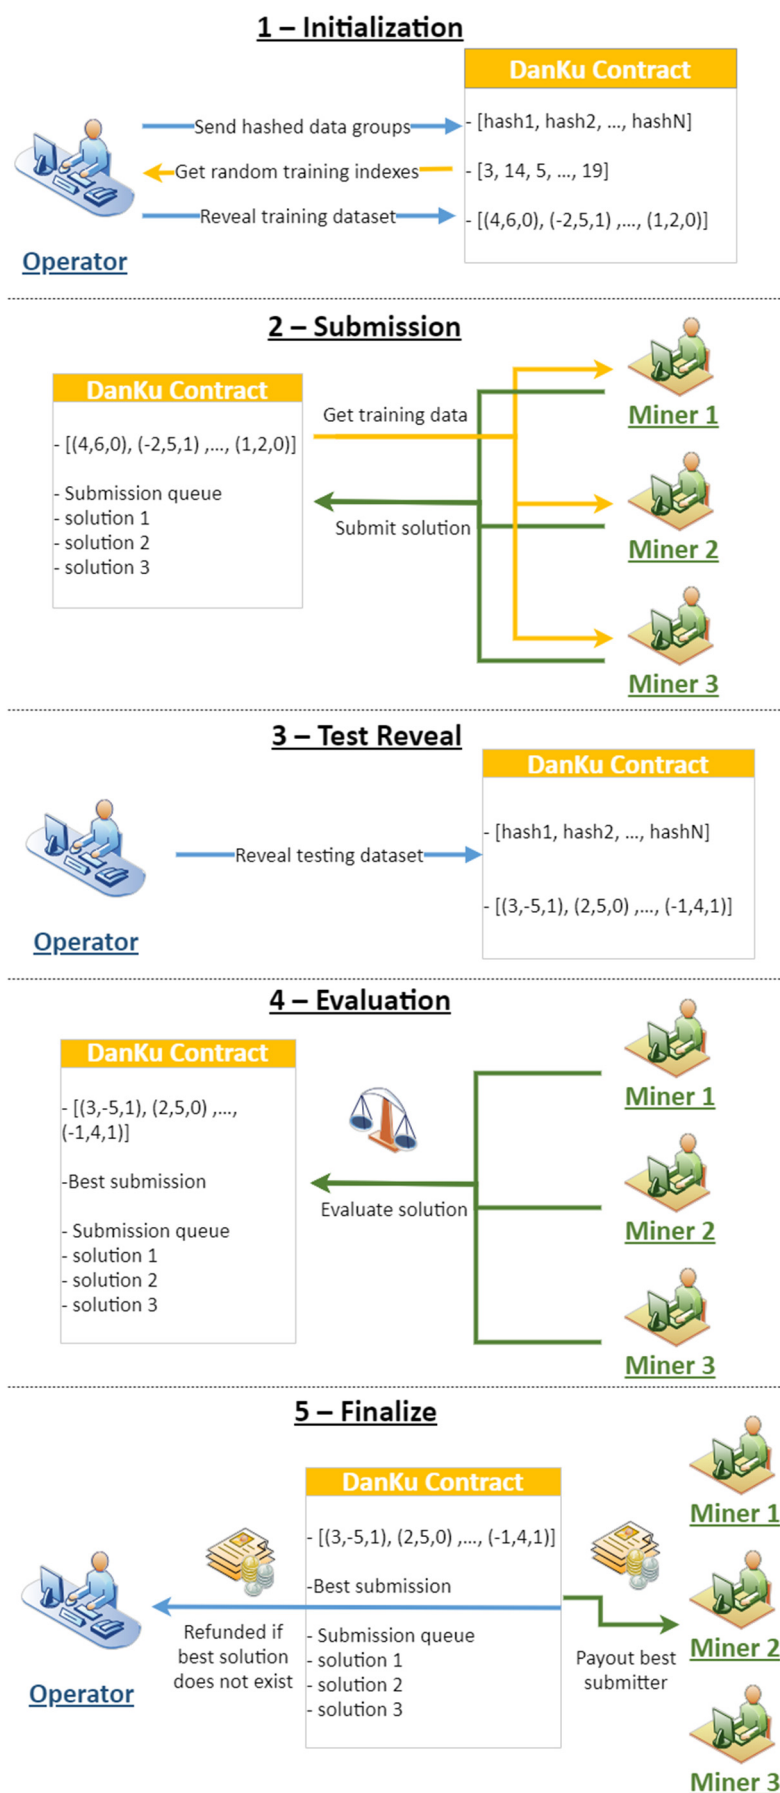 1 – Initialization
DanKu Contract
Send hashed data groups
- [hash1, hash2, ..., hashN]
Get random training indexes
- [3, 14, 5, ..., 19]
Reveal training dataset
- [(4,6,0), (-2,5,1) ,..., (1,2,0)]
Operator
2 – Submission
DanKu Contract
- [(4,6,0), (-2,5,1) ,..., (1,2,0)]
- Submission queue
- solution 1
- solution 2
- solution 3
Get training data
Submit solution
Miner 1
Miner 2
Miner 3
3 – Test Reveal
DanKu Contract
Reveal testing dataset
- [hash1, hash2, ..., hashN]
- [(3,-5,1), (2,5,0) ,..., (-1,4,1)]
Operator
4 – Evaluation
DanKu Contract
- [(3,-5,1), (2,5,0) ,...,
(-1,4,1)]
-Best submission
- Submission queue
- solution 1
- solution 2
- solution 3
Evaluate solution
Miner 1
Miner 2
Miner 3
5 – Finalize
DanKu Contract
- [(3,-5,1), (2,5,0) ,..., (-1,4,1)]
-Best submission
- Submission queue
- solution 1
- solution 2
- solution 3
Refunded if
best solution
does not exist
Operator
Payout best
submitter
Miner 1
Miner 2
Miner 3